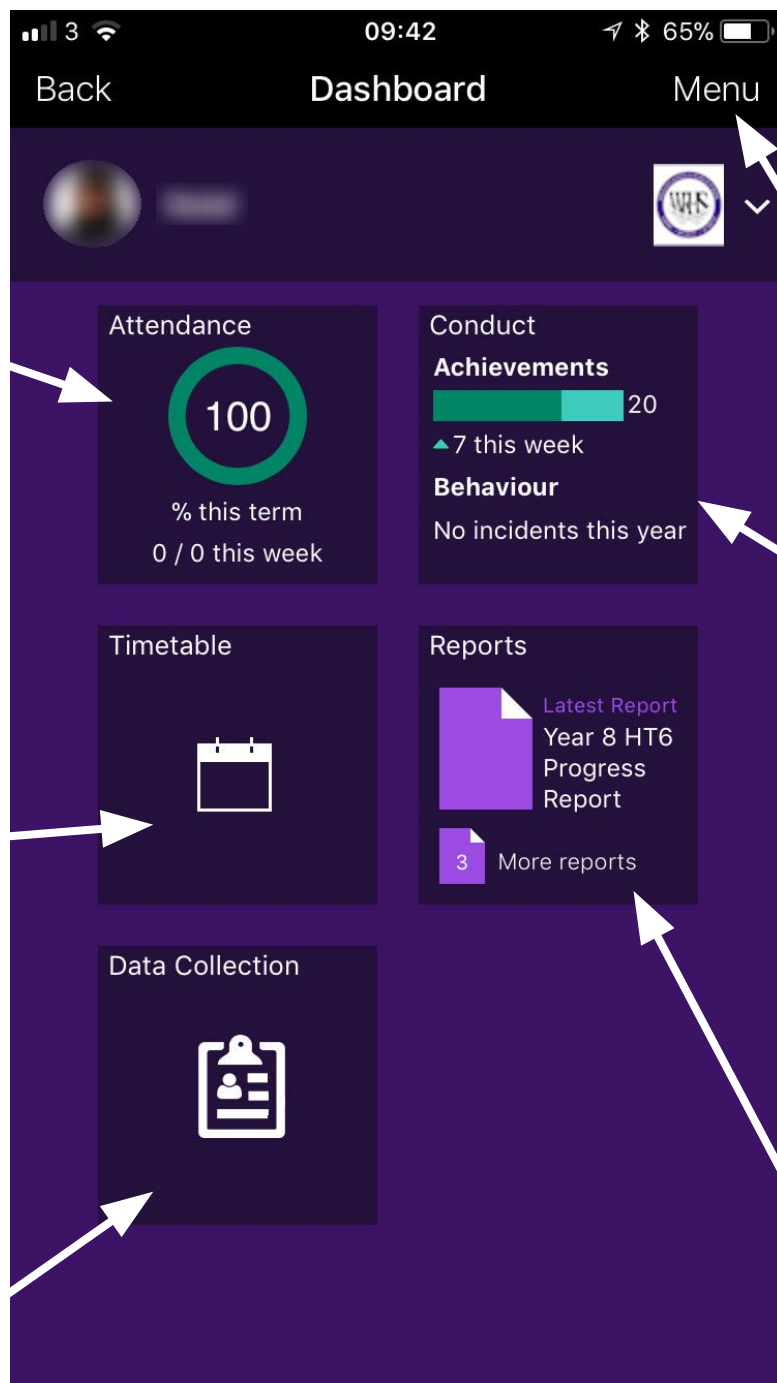 3 09:42 65%
Back Dashboard Menu
WRHS
Attendance
100
% this term
0 / 0 this week
Conduct
Achievements
20
7 this week
Behaviour
No incidents this year
Timetable
Reports
Latest Report
Year 8 HT6
Progress
Report
3 More reports
Data Collection